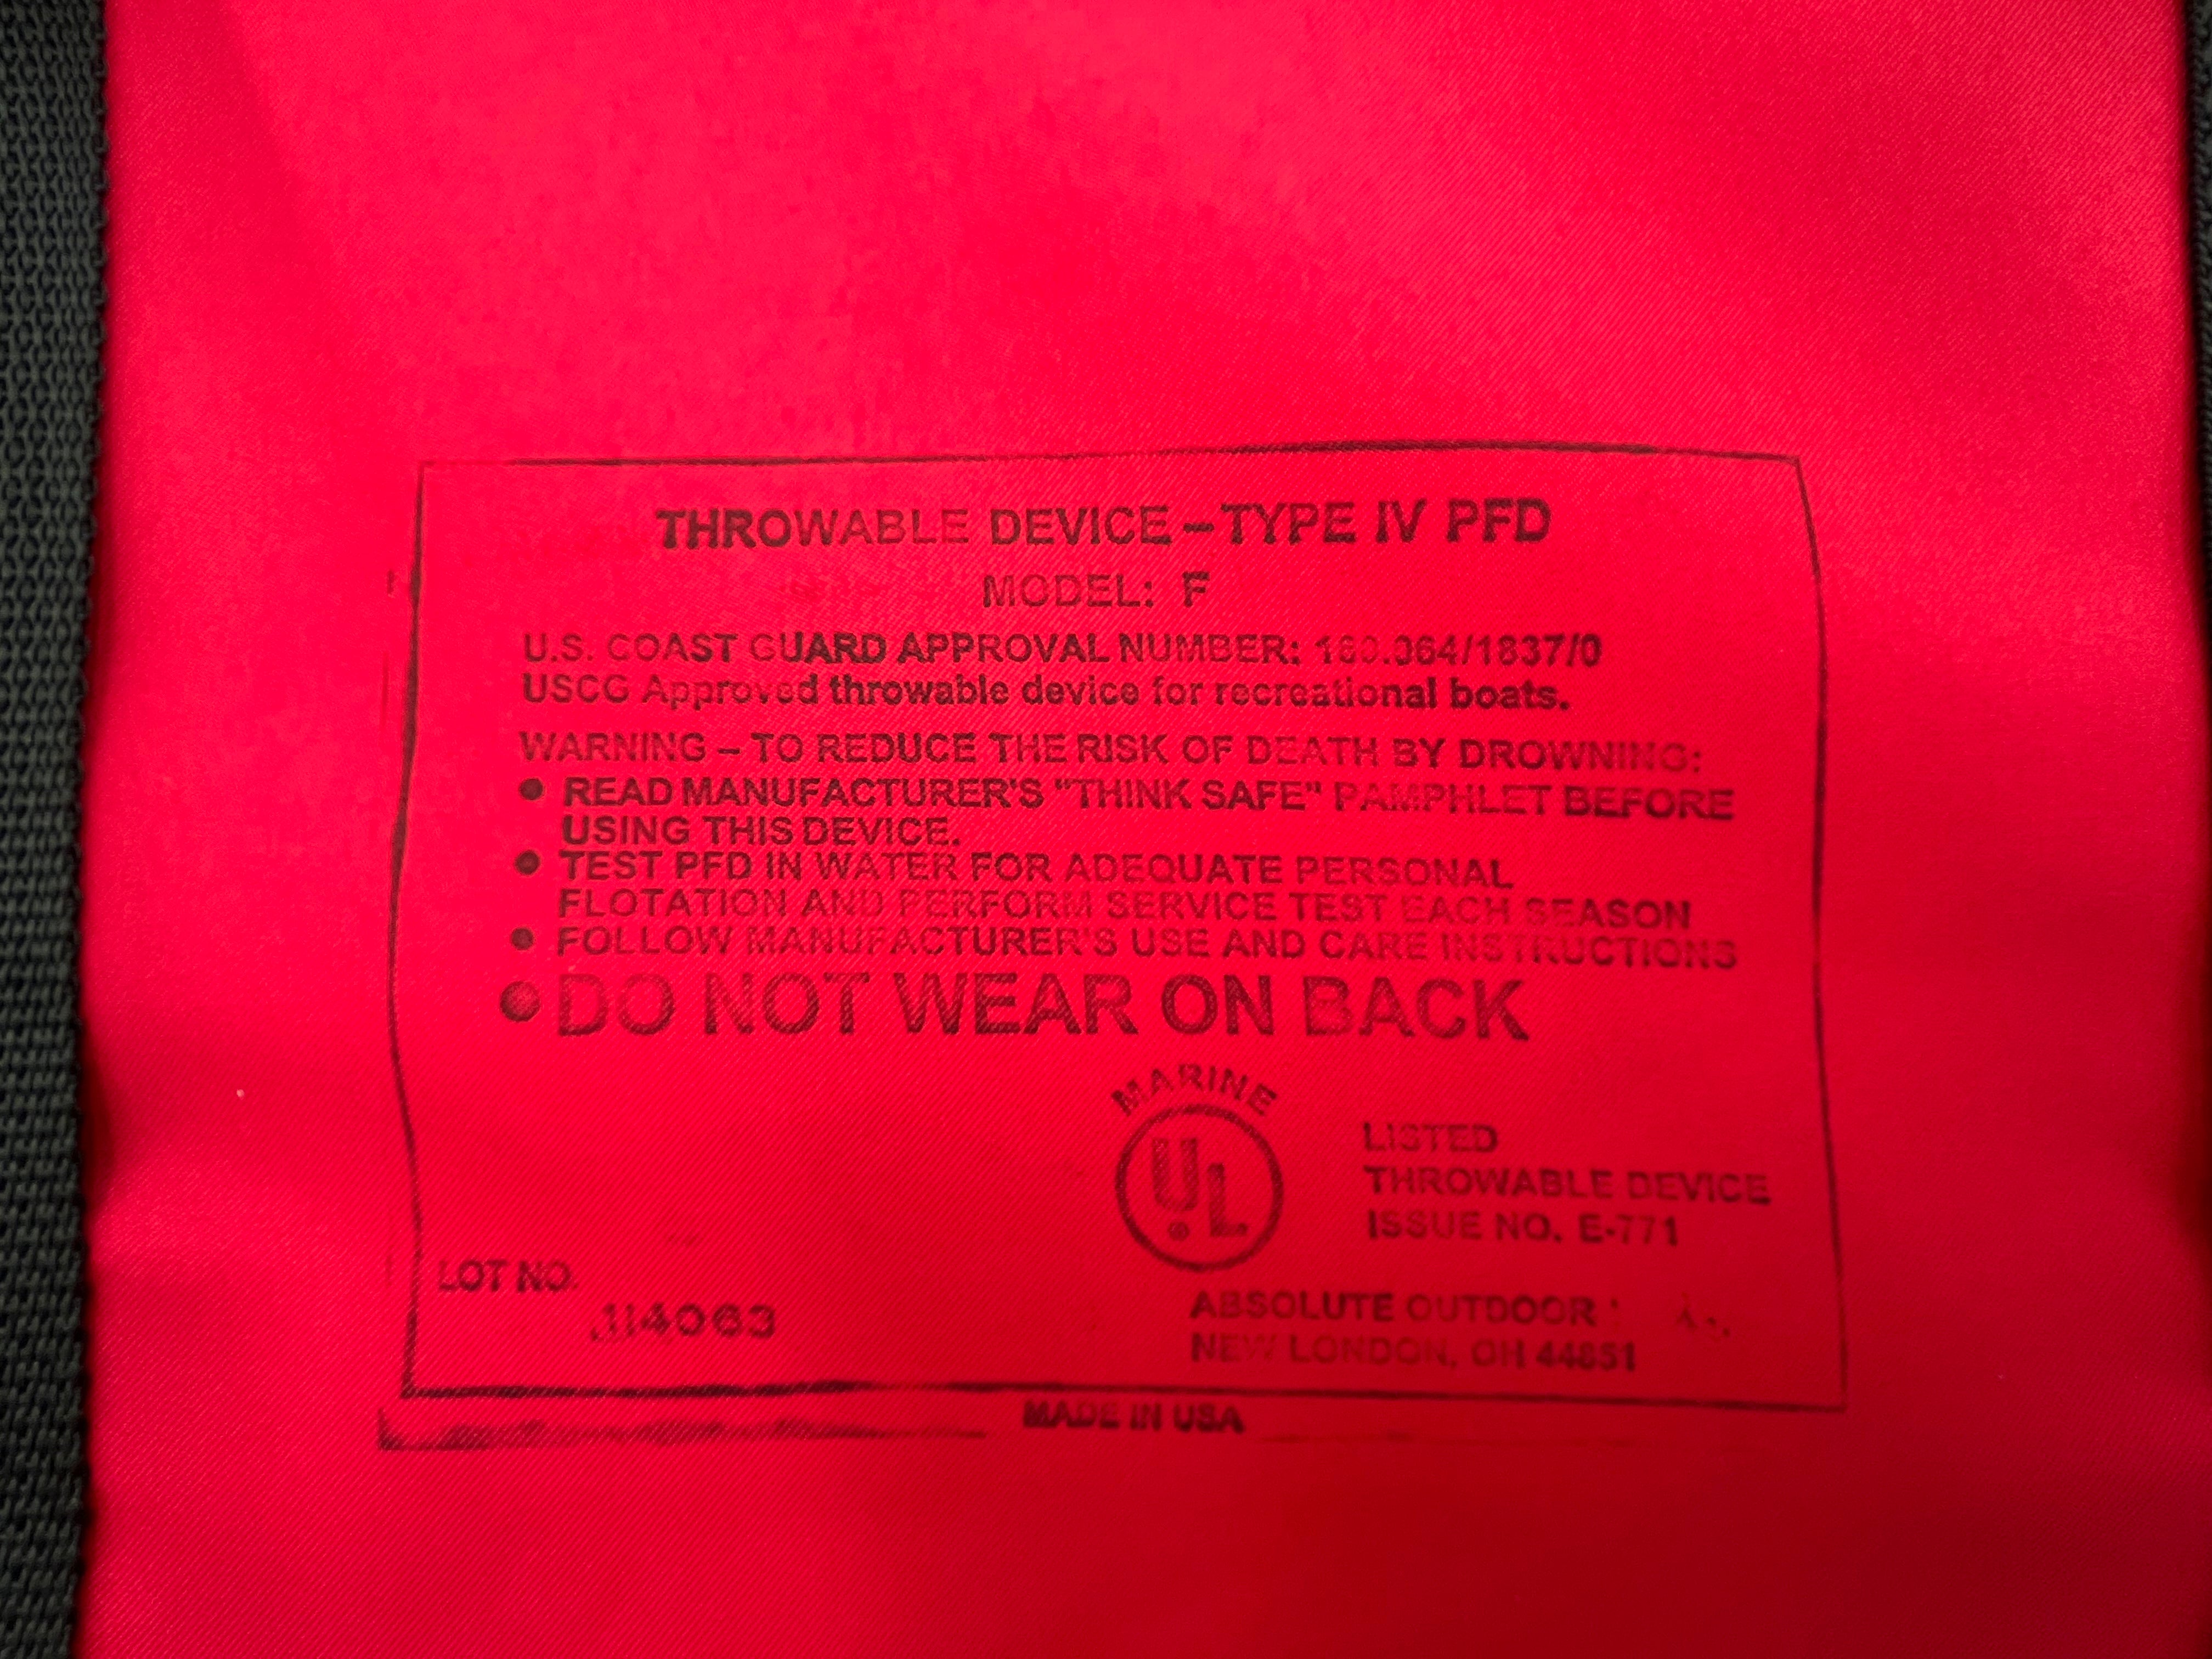 THROWABLE DEVICE – TYPE IV PFD
MODEL: F
U.S. COAST GUARD APPROVAL NUMBER: 160.064/1837/0
USCG Approved throwable device for recreational boats.
WARNING – TO REDUCE THE RISK OF DEATH BY DROWNING:
● READ MANUFACTURER'S "THINK SAFE" PAMPHLET BEFORE
USING THIS DEVICE.
● TEST PFD IN WATER FOR ADEQUATE PERSONAL
FLOTATION AND PERFORM SERVICE TEST EACH SEASON
● FOLLOW MANUFACTURER'S USE AND CARE INSTRUCTIONS
● DO NOT WEAR ON BACK
MARINE
UL
®
LISTED
THROWABLE DEVICE
ISSUE NO. E-771
LOT NO.
ABSOLUTE OUTDOOR
NEW LONDON, OH 44851
MADE IN USA